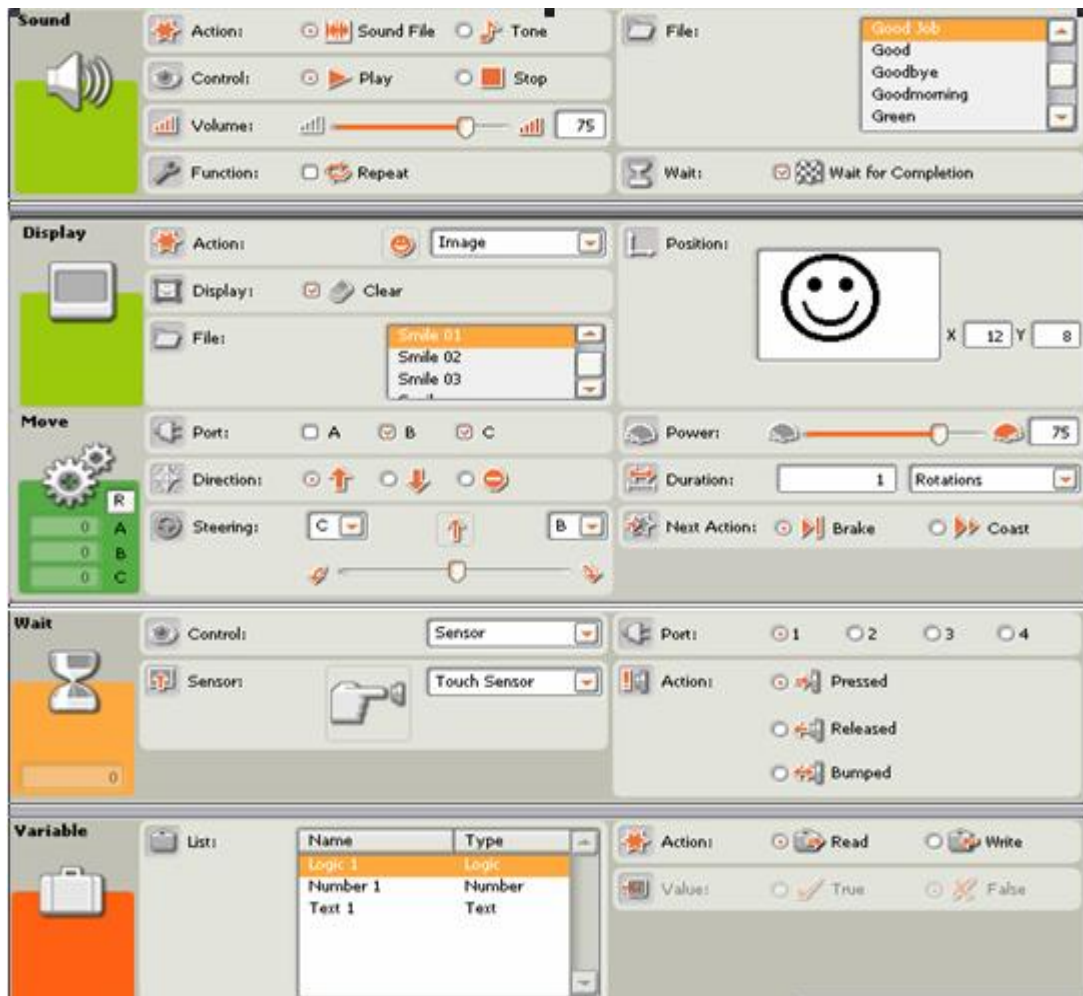 Sound
Action: Sound File Tone
File: Good Job
Good
Goodbye
Goodmorning
Green
Control: Play Stop
Volume: 75
Function: Repeat
Wait: Wait for Completion
Display
Action: Image
Position:
X 12 Y 8
Display: Clear
File: Smile 01
Smile 02
Smile 03
Move
Port: A B C
Power: 75
Direction:
Duration: 1 Rotations
R
0 A
0 B
0 C
Steering: C B
Next Action: Brake Coast
Wait
Control: Sensor
Port: 1 2 3 4
Sensor: Touch Sensor
Action: Pressed
Released
Bumped
0
Variable
List: Name Type
Logic 1 Logic
Number 1 Number
Text 1 Text
Action: Read Write
Value: True False